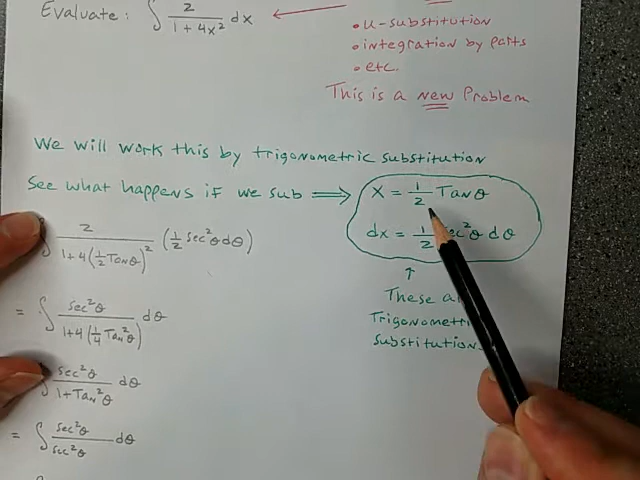 Evaluate: ∫ 2/(1+4x²) dx
• u-substitution
• integration by parts
• etc.
This is a new Problem
We will work this by trigonometric substitution
See what happens if we sub ⟹ x = 1/2 Tanθ
dx = 1/2 sec²θ dθ
∫ 2/(1+4(1/2 Tanθ)²) (1/2 sec²θ dθ)
↑
These
Trigonometri
substitution
= ∫ sec²θ/(1+4(1/4 Tan²θ)) dθ
∫ sec²θ/(1+Tan²θ) dθ
= ∫ sec²θ/sec²θ dθ